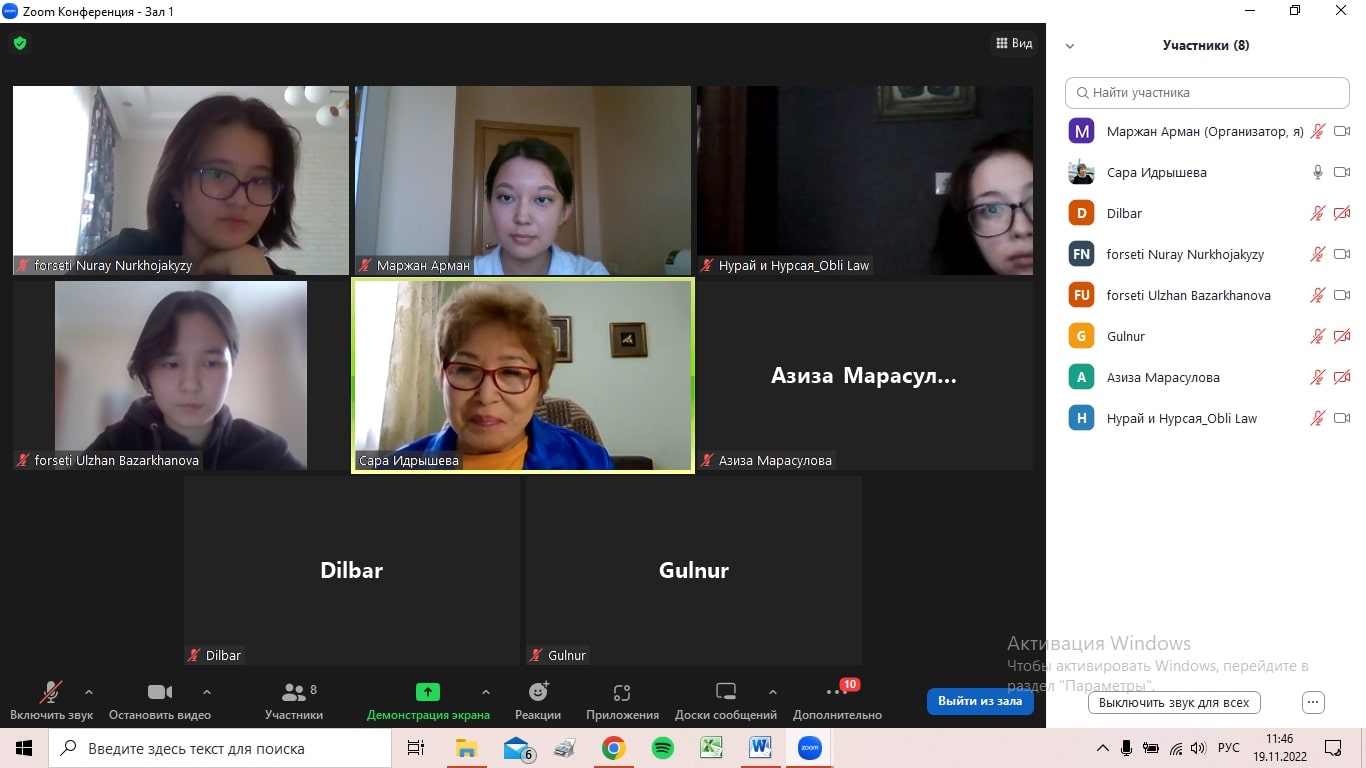 Zoom Конференция - Зал 1
Вид
forseti Nuray Nurkhojakyzy
Маржан Арман
Нурай и Нурсая_Obli Law
forseti Ulzhan Bazarkhanova
Сара Идрышева
Азиза Марасул...
Азиза Марасулова
Dilbar
Dilbar
Gulnur
Gulnur
Участники (8)
Найти участника
М Маржан Арман (Организатор, я)
Сара Идрышева
D Dilbar
FN forseti Nuray Nurkhojakyzy
FU forseti Ulzhan Bazarkhanova
G Gulnur
А Азиза Марасулова
Н Нурай и Нурсая_Obli Law
Активация Windows
Чтобы активировать Windows, перейдите в
раздел "Параметры".
Выключить звук для всех
...
Включить звук
Остановить видео
8
Участники
Демонстрация экрана
Реакции
Приложения
Доски сообщений
10
Дополнительно
Выйти из зала
Введите здесь текст для поиска
6
zoom
РУС
11:46
19.11.2022